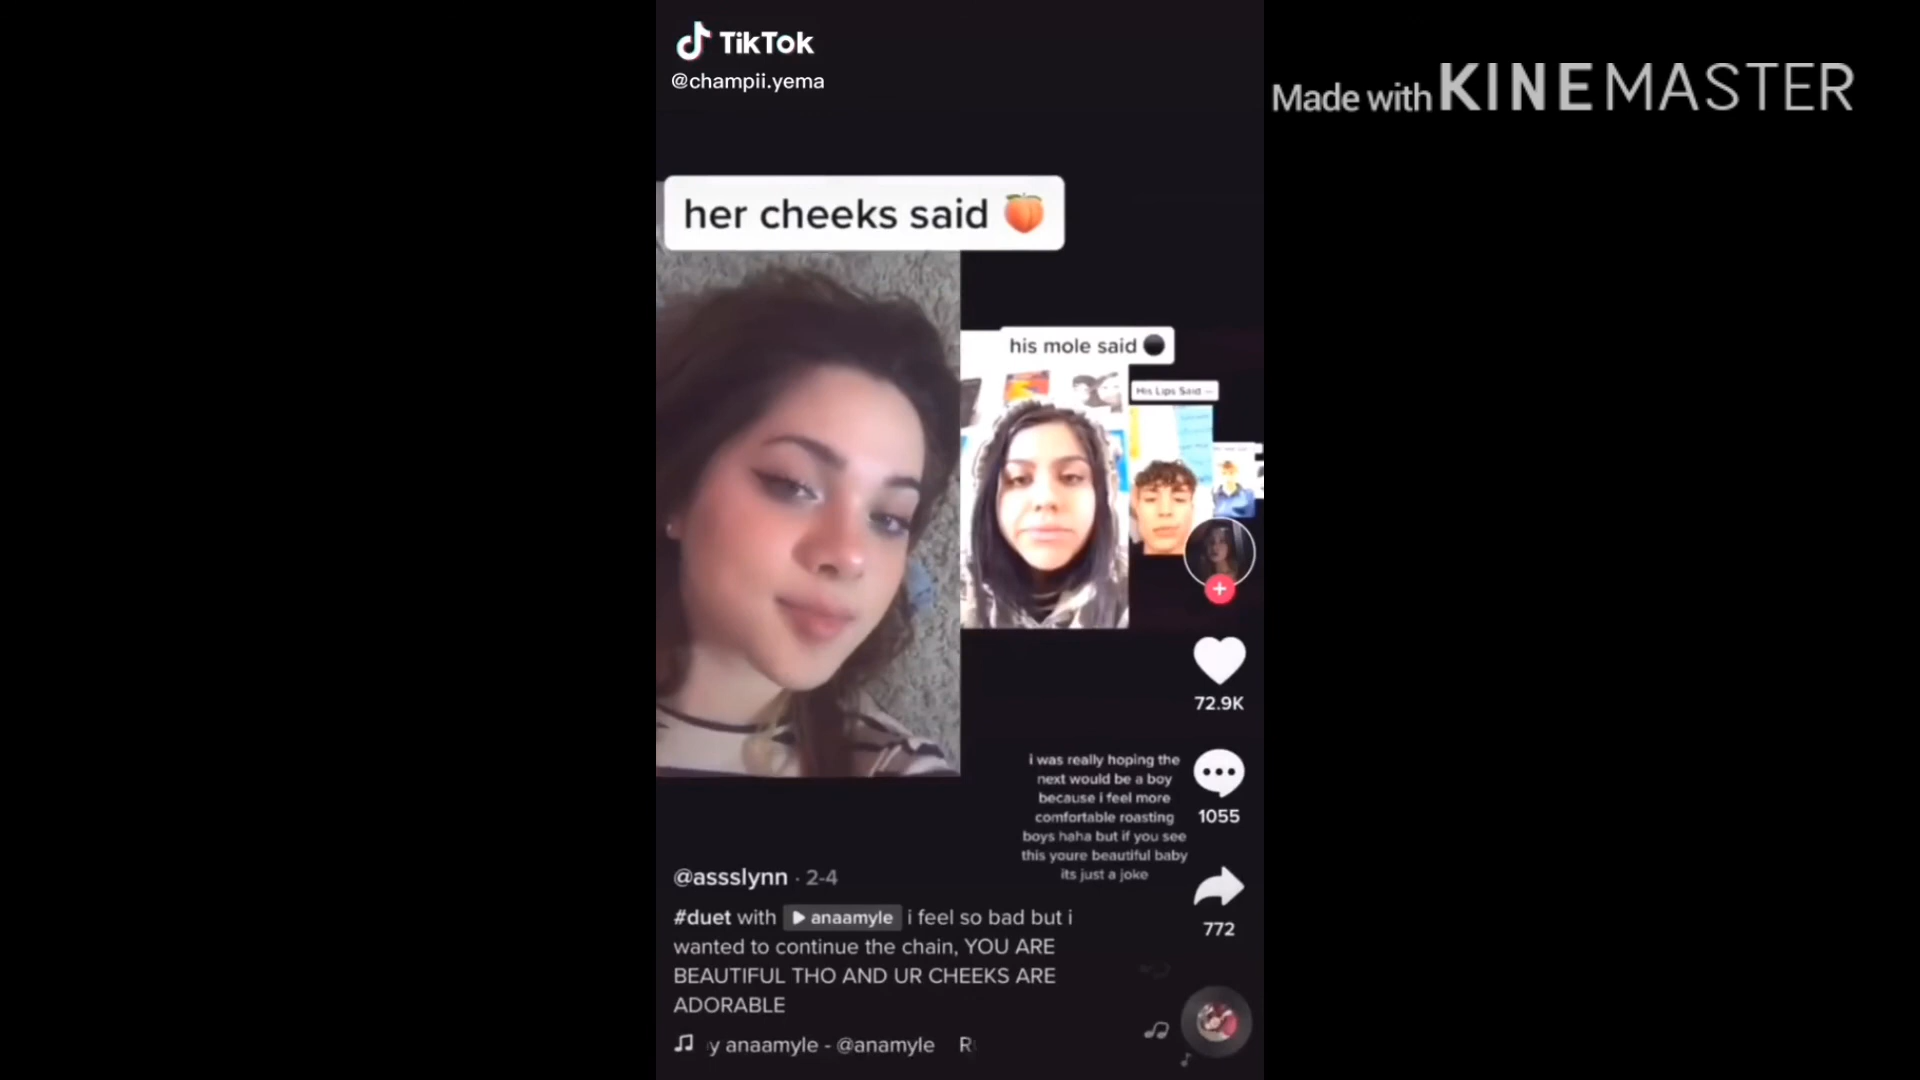 TikTok
@champii.yema
Made with KINEMASTER
her cheeks said 🍑
his mole said ⚫
His Lips Said —
72.9K
i was really hoping the
next would be a boy
because i feel more
comfortable roasting
boys haha but if you see
this youre beautiful baby
its just a joke
1055
772
@assslynn · 2-4
#duet with ▶ anaamyle i feel so bad but i
wanted to continue the chain, YOU ARE
BEAUTIFUL THO AND UR CHEEKS ARE
ADORABLE
y anaamyle - @anamyle